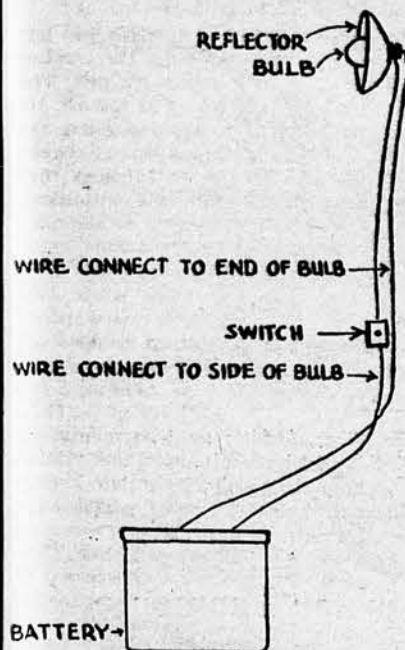 REFLECTOR
BULB
WIRE CONNECT TO END OF BULB
SWITCH
WIRE CONNECT TO SIDE OF BULB
BATTERY